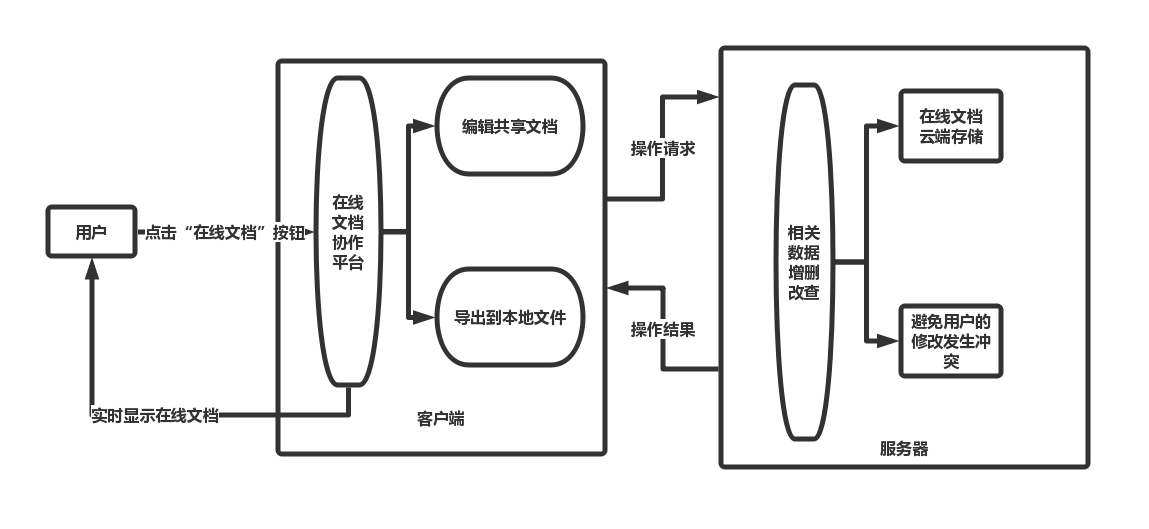 用户
点击“在线文档”按钮
在线
文档
协作
平台
编辑共享文档
导出到本地文件
客户端
实时显示在线文档
操作请求
操作结果
相关
数据
增删
改查
在线文档
云端存储
避免用户的
修改发生冲
突
服务器